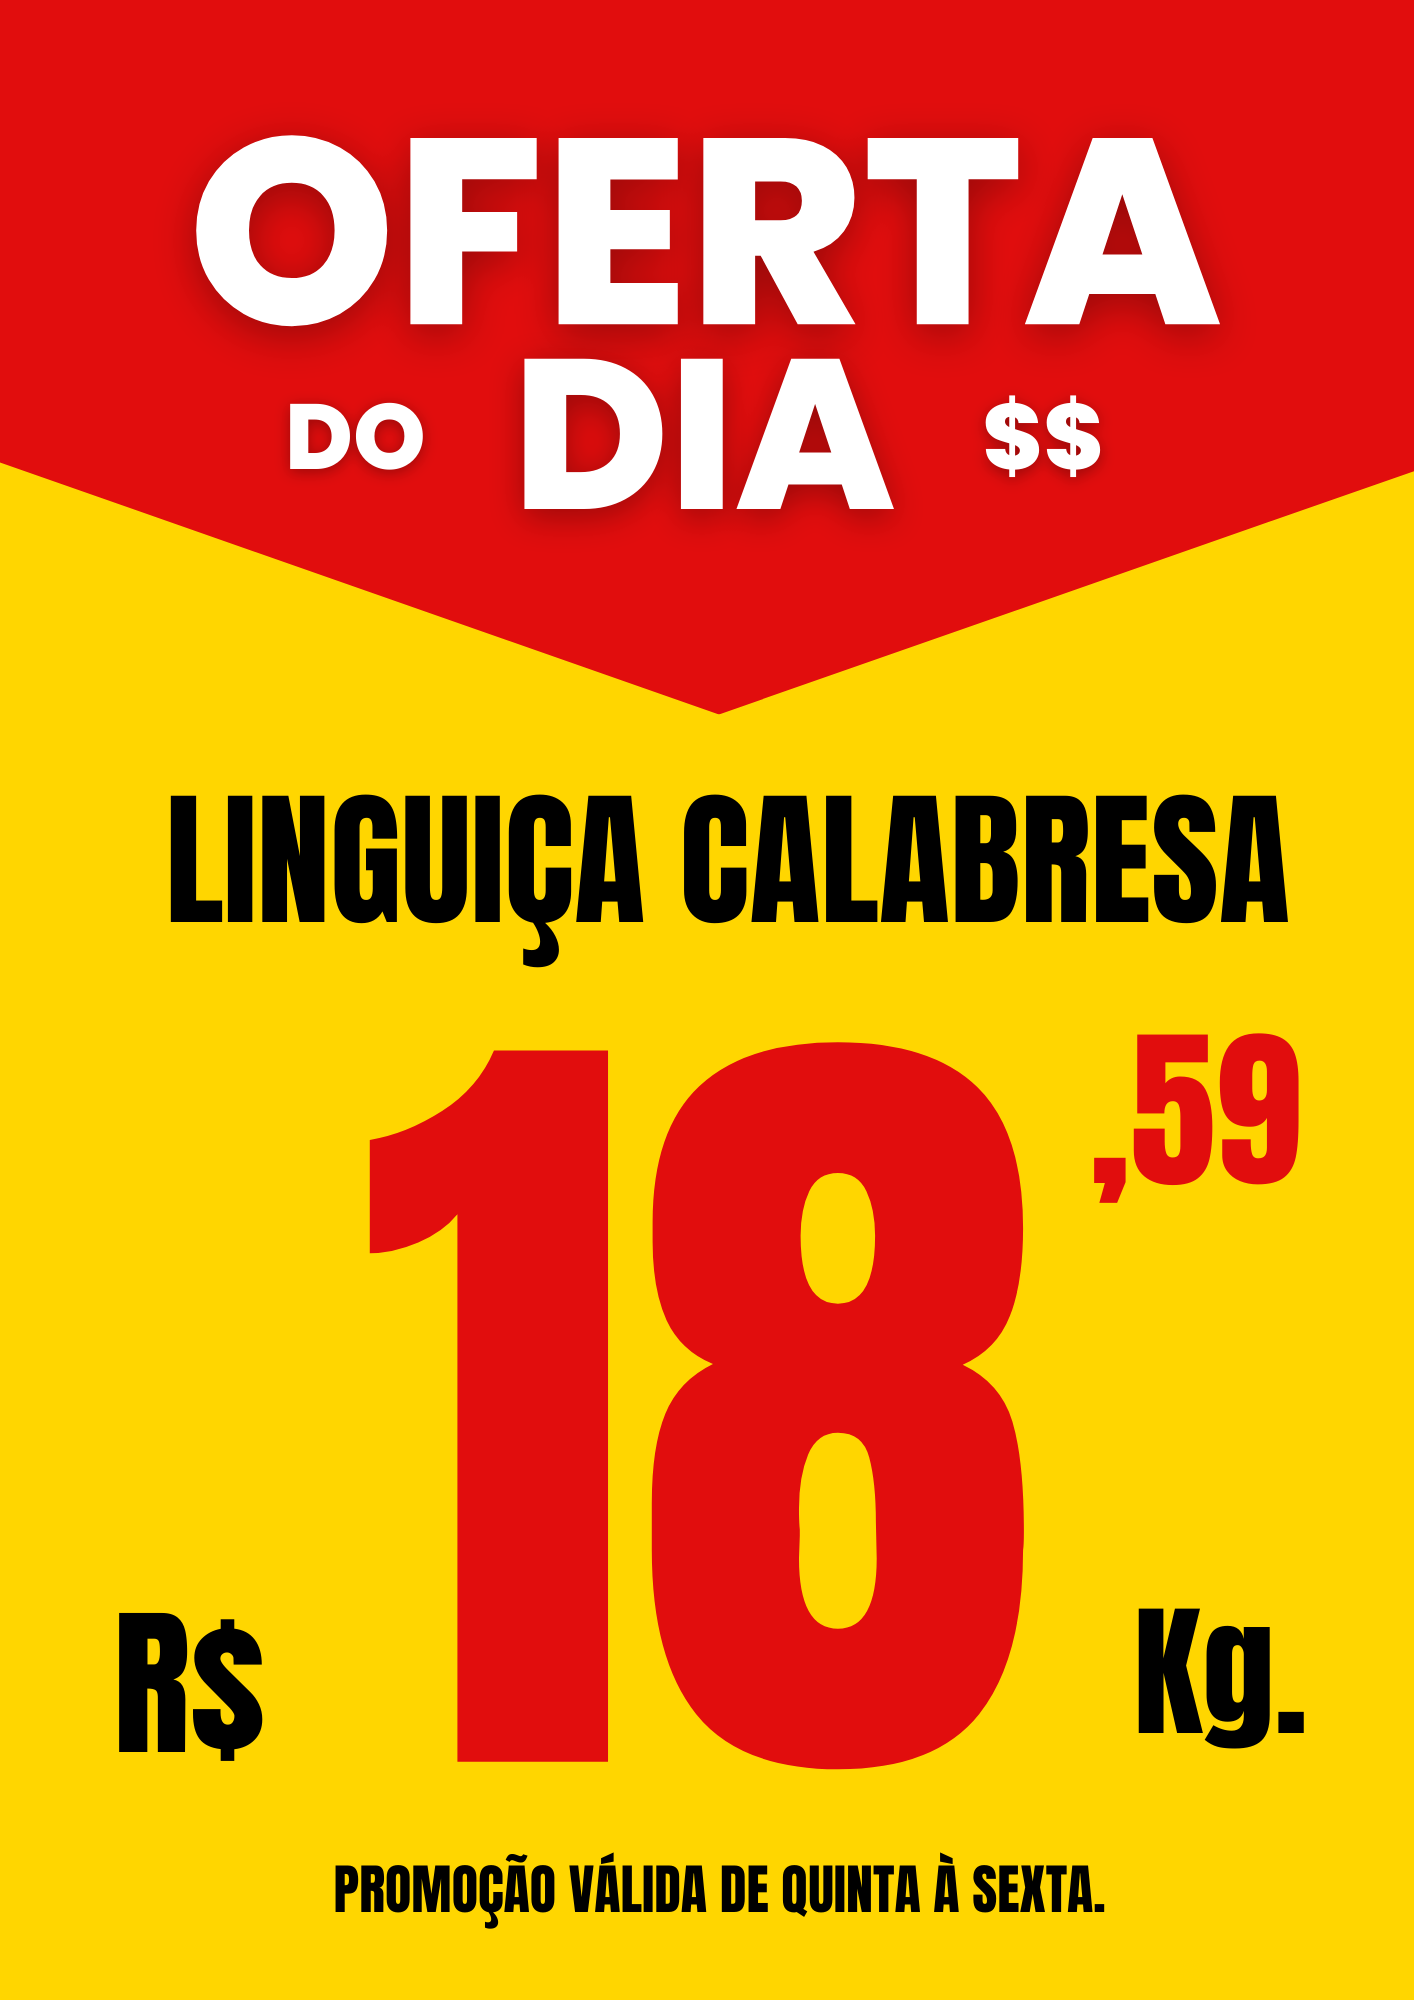 OFERTA
DO DIA $$
LINGUIÇA CALABRESA
R$ 18,59 Kg.
PROMOÇÃO VÁLIDA DE QUINTA À SEXTA.